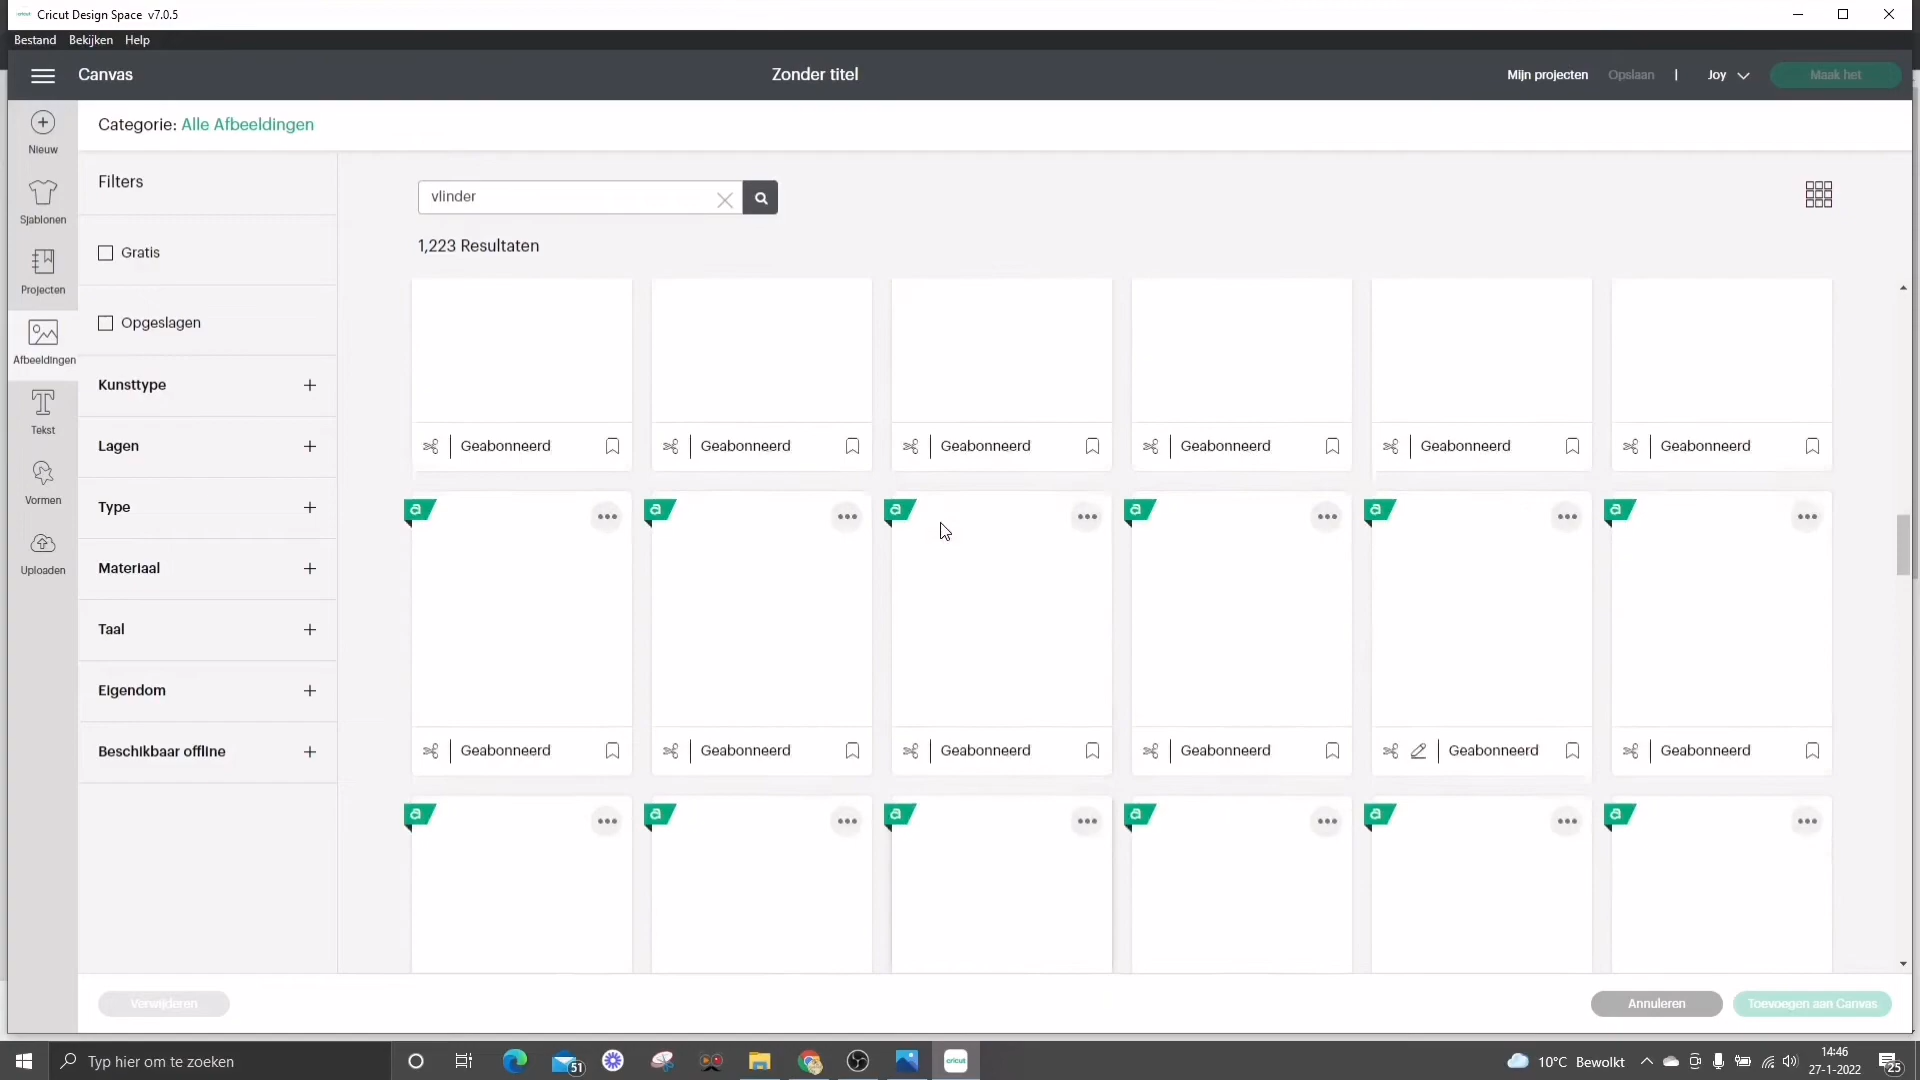 Cricut Design Space v7.0.5
Bestand Bekijken Help
Canvas
Zonder titel
Mijn projecten Opslaan | Joy Maak het
Nieuw
Sjablonen
Projecten
Afbeeldingen
Tekst
Vormen
Uploaden
Categorie: Alle Afbeeldingen
Filters
Gratis
Opgeslagen
Kunsttype
Lagen
Type
Materiaal
Taal
Eigendom
Beschikbaar offline
vlinder
1,223 Resultaten
Geabonneerd Geabonneerd Geabonneerd Geabonneerd Geabonneerd Geabonneerd
a a a a a a
Geabonneerd Geabonneerd Geabonneerd Geabonneerd Geabonneerd Geabonneerd
a a a a a a
Verwijderen
Annuleren
Toevoegen aan Canvas
Typ hier om te zoeken
51
cricut
10°C Bewolkt
14:46
27-1-2022
25